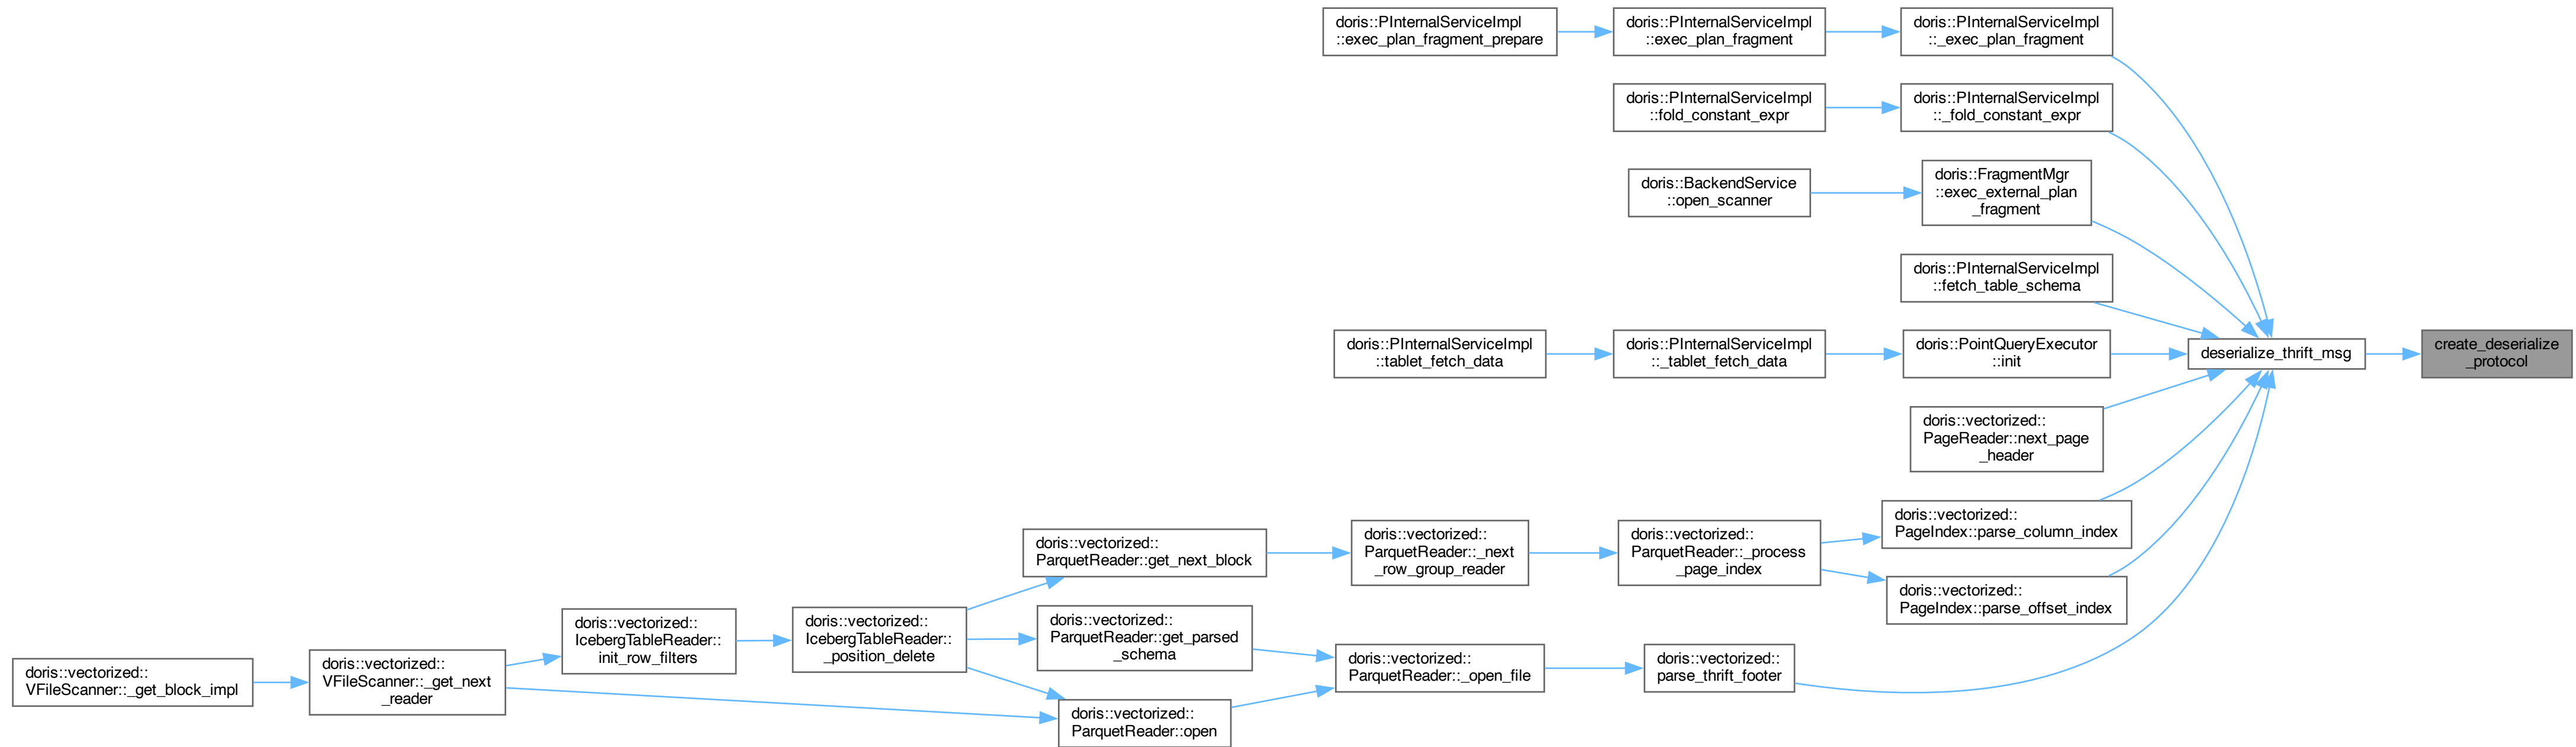 doris::PInternalServiceImpl
::exec_plan_fragment_prepare
doris::PInternalServiceImpl
::exec_plan_fragment
doris::PInternalServiceImpl
::_exec_plan_fragment
doris::PInternalServiceImpl
::fold_constant_expr
doris::PInternalServiceImpl
::_fold_constant_expr
doris::BackendService
::open_scanner
doris::FragmentMgr
::exec_external_plan
_fragment
doris::PInternalServiceImpl
::fetch_table_schema
doris::PInternalServiceImpl
::tablet_fetch_data
doris::PInternalServiceImpl
::_tablet_fetch_data
doris::PointQueryExecutor
::init
deserialize_thrift_msg
create_deserialize
_protocol
doris::vectorized::
PageReader::next_page
_header
doris::vectorized::
ParquetReader::get_next_block
doris::vectorized::
ParquetReader::_next
_row_group_reader
doris::vectorized::
ParquetReader::_process
_page_index
doris::vectorized::
PageIndex::parse_column_index
doris::vectorized::
PageIndex::parse_offset_index
doris::vectorized::
VFileScanner::_get_block_impl
doris::vectorized::
VFileScanner::_get_next
_reader
doris::vectorized::
IcebergTableReader::
init_row_filters
doris::vectorized::
IcebergTableReader::
_position_delete
doris::vectorized::
ParquetReader::get_parsed
_schema
doris::vectorized::
ParquetReader::_open_file
doris::vectorized::
parse_thrift_footer
doris::vectorized::
ParquetReader::open